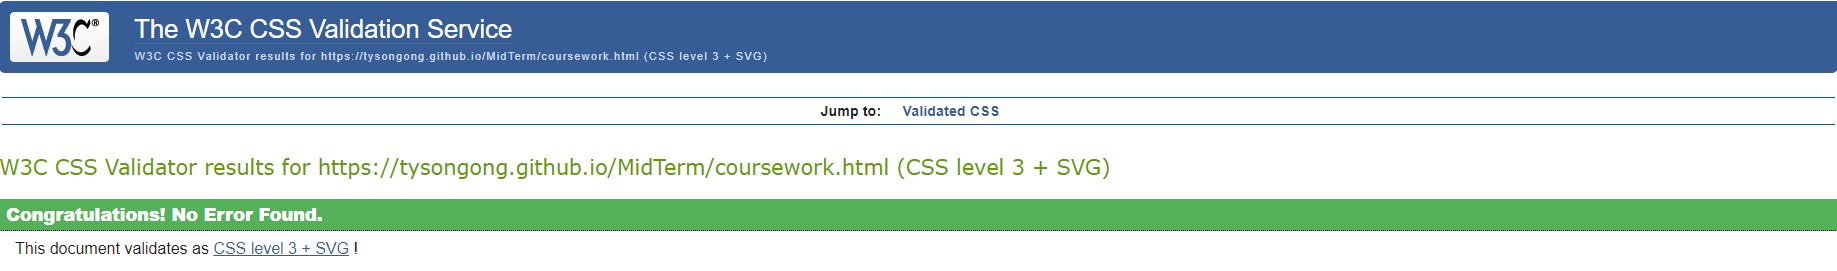 W3C®
The W3C CSS Validation Service
W3C CSS Validator results for https://tysongong.github.io/MidTerm/coursework.html (CSS level 3 + SVG)
Jump to: Validated CSS
W3C CSS Validator results for https://tysongong.github.io/MidTerm/coursework.html (CSS level 3 + SVG)
Congratulations! No Error Found.
This document validates as CSS level 3 + SVG !